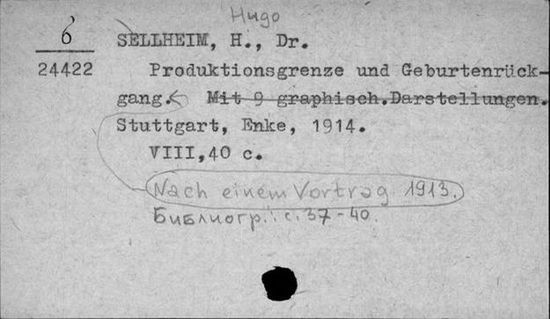 Hugo
6
SELLHEIM, H., Dr.
24422
Produktionsgrenze und Geburtenrück-
gang. Mit 9 graphisch.Darstellungen.
Stuttgart, Enke, 1914.
VIII,40 c.
Nach einem Vortrag 1913.
Библиогр.: с. 37-40.